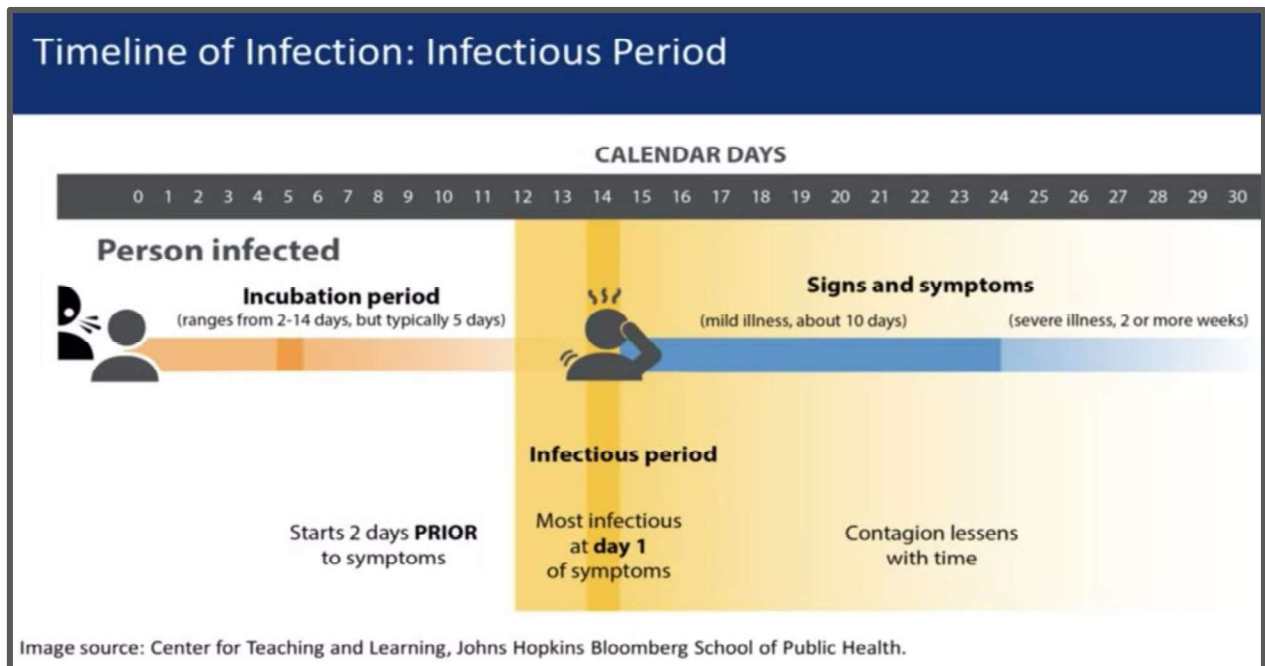 Timeline of Infection: Infectious Period
CALENDAR DAYS
0 1 2 3 4 5 6 7 8 9 10 11 12 13 14 15 16 17 18 19 20 21 22 23 24 25 26 27 28 29 30
Person infected
Incubation period
(ranges from 2-14 days, but typically 5 days)
Signs and symptoms
(mild illness, about 10 days) (severe illness, 2 or more weeks)
Infectious period
Starts 2 days PRIOR
to symptoms
Most infectious
at day 1
of symptoms
Contagion lessens
with time
Image source: Center for Teaching and Learning, Johns Hopkins Bloomberg School of Public Health.